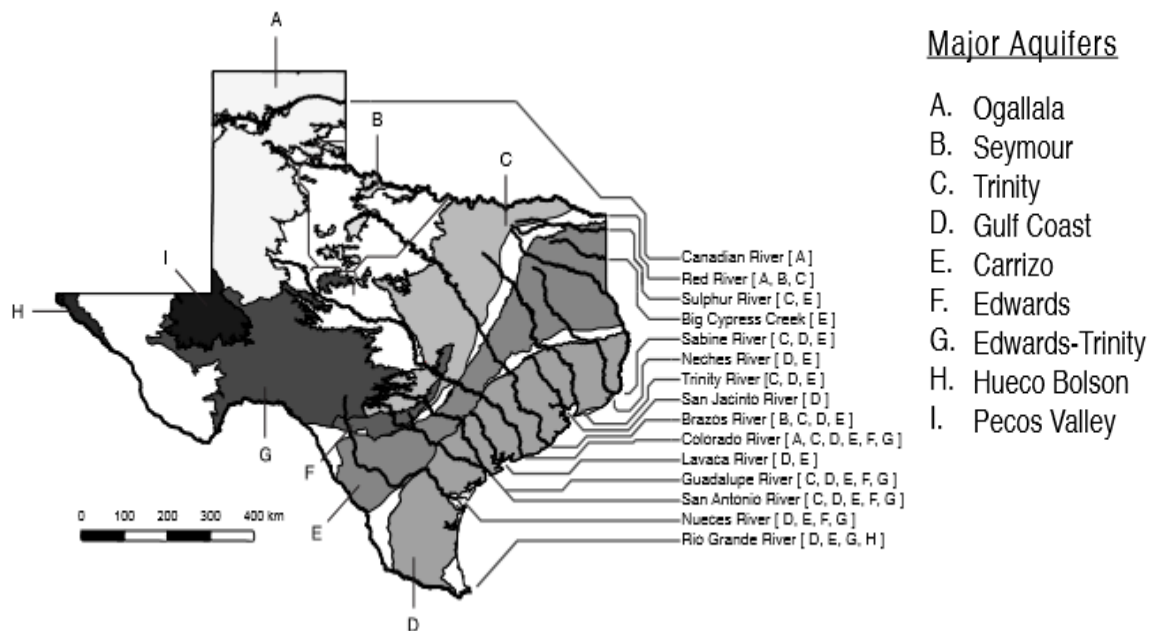 A
B
C
I
H
G
F
E
D
0 100 200 300 400 km
Canadian River [ A ]
Red River [ A, B, C ]
Sulphur River [ C, E ]
Big Cypress Creek [ E ]
Sabine River [ C, D, E ]
Neches River [ D, E ]
Trinity River [C, D, E ]
San Jacinto River [ D ]
Brazos River [ B, C, D, E ]
Colorado River [ A, C, D, E, F, G ]
Lavaca River [ D, E ]
Guadalupe River [ C, D, E, F, G ]
San Antonio River [ C, D, E, F, G ]
Nueces River [ D, E, F, G ]
Rio Grande River [ D, E, G, H ]
Major Aquifers
A. Ogallala
B. Seymour
C. Trinity
D. Gulf Coast
E. Carrizo
F. Edwards
G. Edwards-Trinity
H. Hueco Bolson
I. Pecos Valley